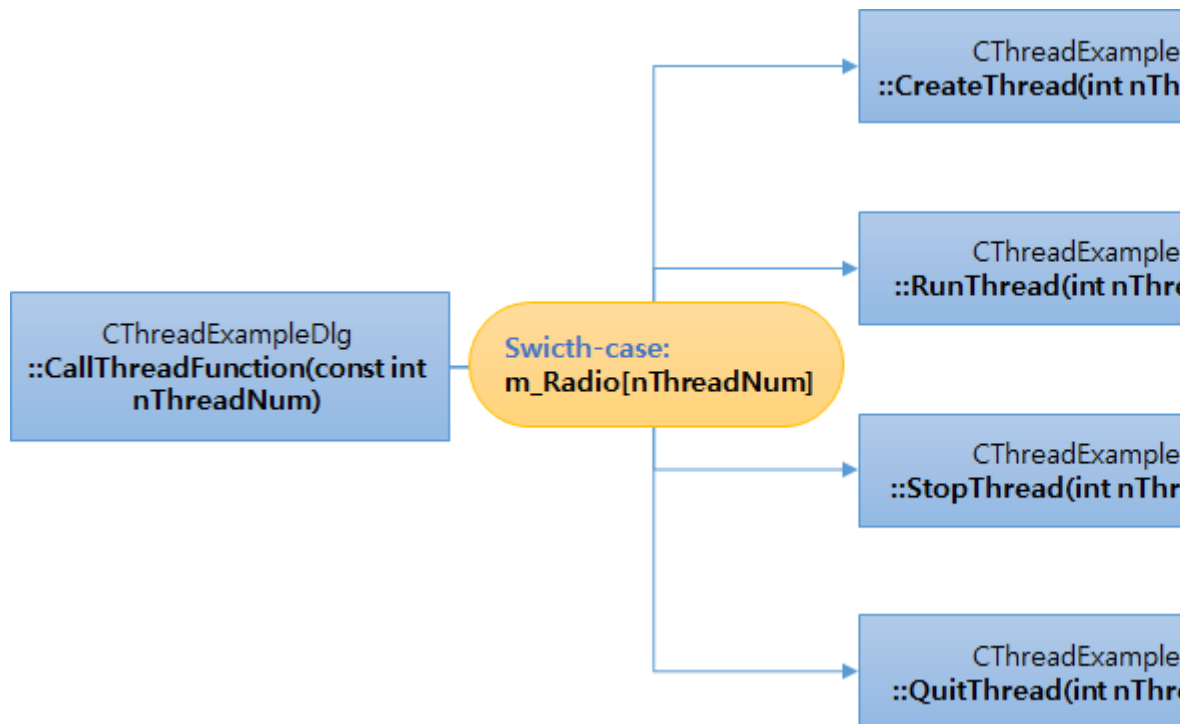 CThreadExample
::CreateThread(int nTh
CThreadExample
::RunThread(int nThre
CThreadExampleDlg
::CallThreadFunction(const int
nThreadNum)
Swicth-case:
m_Radio[nThreadNum]
CThreadExample
::StopThread(int nThr
CThreadExample
::QuitThread(int nThre